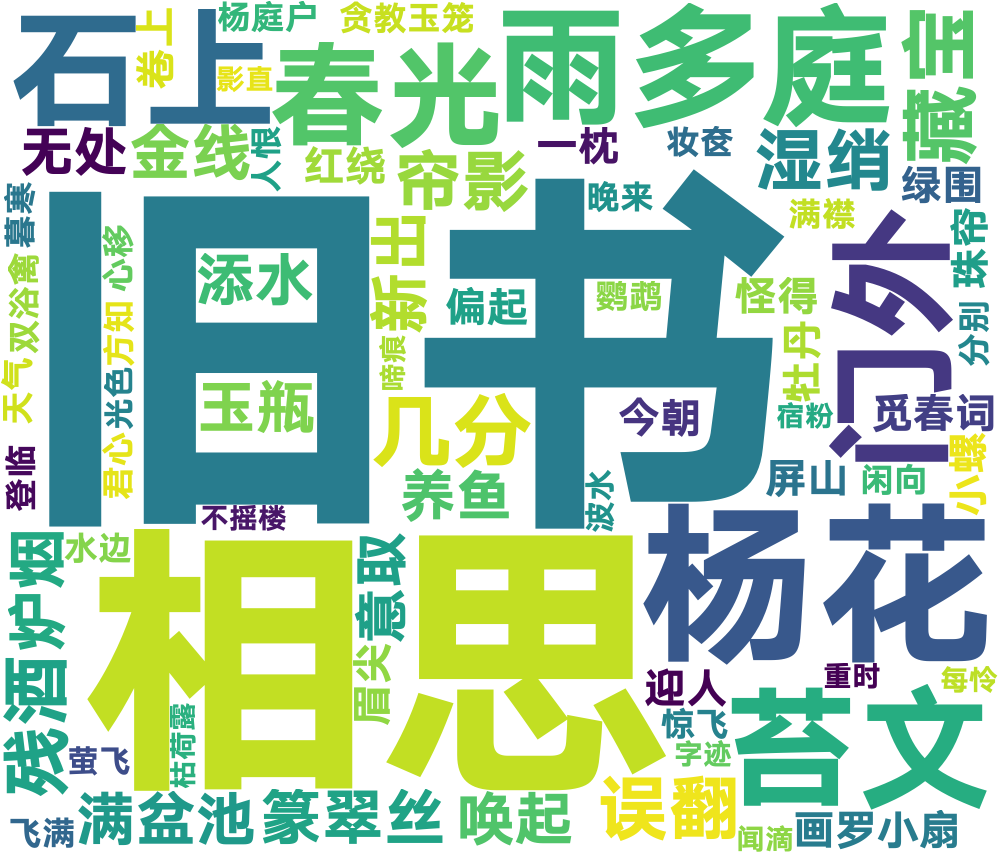 石上
卷上
杨庭户
影直
春光
贪教玉笼
雨多庭
宝藏
无处
金线
人恨
红绕
帘影
一枕
妆奁
湿绡
绿围
暮寒
旧书
晚来
满襟
门外
珠帘
双浴禽
心移
添水
新出
偏起
鹦鹉
怪得
分别
天气
方知
光色
啼痕
牡丹
玉瓶
几分
今朝
宿粉
觅春词
君心
登临
养鱼
波水
屏山
闲向
小螺
不摇楼
水边
炉烟
相思
意取
杨花
眉尖
迎人
重时
每怜
残酒
枯荷露
惊飞
字迹
苔文
萤飞
飞满
满盆池
篆翠丝
唤起
误翻
闻滴
画罗小扇